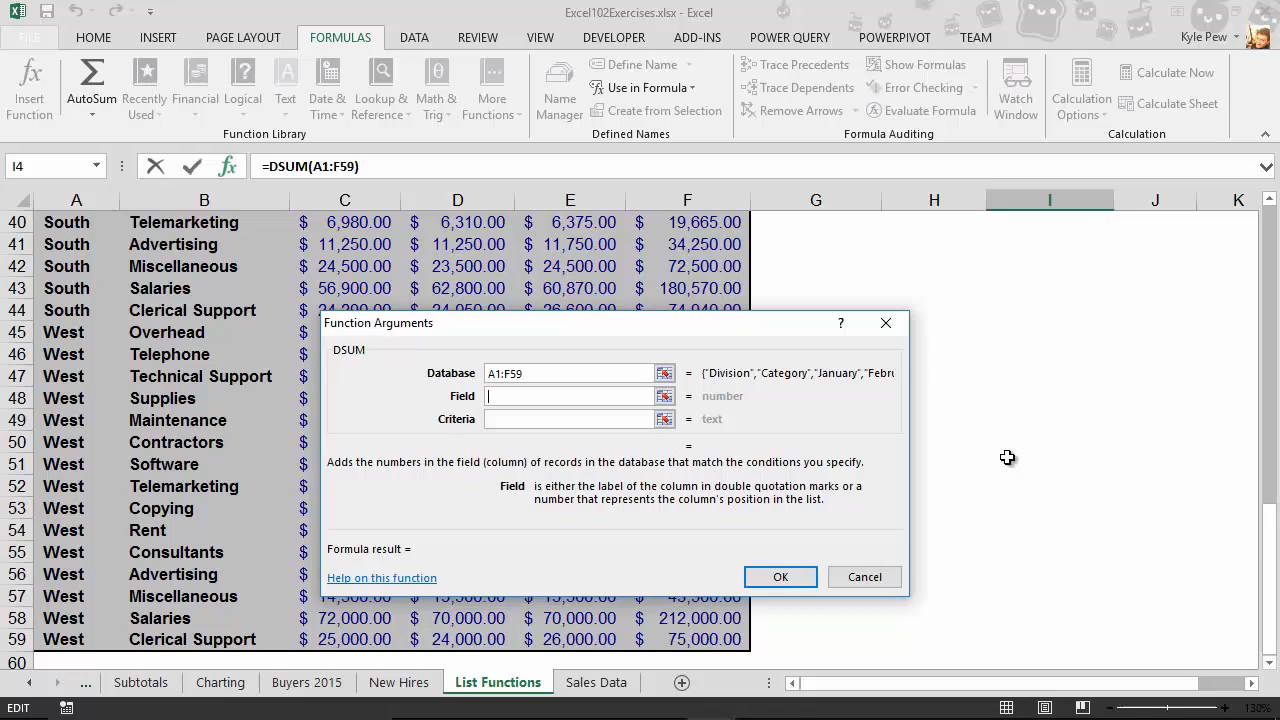 Excel102Exercises.xlsx - Excel
FILE HOME INSERT PAGE LAYOUT FORMULAS DATA REVIEW VIEW DEVELOPER ADD-INS POWER QUERY POWERPIVOT TEAM Kyle Pew
Insert Function
AutoSum
Recently Used
Financial
Logical
Text
Date & Time
Lookup & Reference
Math & Trig
More Functions
Function Library
Name Manager
Define Name
Use in Formula
Create from Selection
Defined Names
Trace Precedents
Trace Dependents
Remove Arrows
Show Formulas
Error Checking
Evaluate Formula
Formula Auditing
Watch Window
Calculation Options
Calculate Now
Calculate Sheet
Calculation
I4 fx =DSUM(A1:F59)
A B C D E F G H I J K
40 South Telemarketing $ 6,980.00 $ 6,310.00 $ 6,375.00 $ 19,665.00
41 South Advertising $ 11,250.00 $ 11,250.00 $ 11,750.00 $ 34,250.00
42 South Miscellaneous $ 24,500.00 $ 23,500.00 $ 24,500.00 $ 72,500.00
43 South Salaries $ 56,900.00 $ 62,800.00 $ 60,870.00 $ 180,570.00
44 South Clerical Support $ 24,290.00 $ 24,050.00 $ 26,600.00 $ 74,940.00
45 West Overhead $
46 West Telephone $
47 West Technical Support $
48 West Supplies $
49 West Maintenance $
50 West Contractors $
51 West Software $
52 West Telemarketing $
53 West Copying $
54 West Rent $
55 West Consultants $
56 West Advertising $
57 West Miscellaneous $
58 West Salaries $ 72,000.00 $ 70,000.00 $ 70,000.00 $ 212,000.00
59 West Clerical Support $ 25,000.00 $ 24,000.00 $ 26,000.00 $ 75,000.00
60
Function Arguments ?
DSUM
Database A1:F59 = {"Division","Category","January","Febru
Field = number
Criteria = text
=
Adds the numbers in the field (column) of records in the database that match the conditions you specify.
Field is either the label of the column in double quotation marks or a
number that represents the column's position in the list.
Formula result =
Help on this function OK Cancel
... Subtotals Charting Buyers 2015 New Hires List Functions Sales Data
EDIT 130%